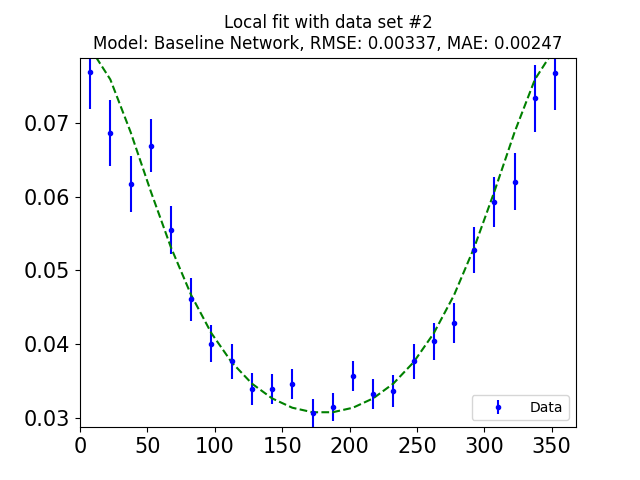 Local fit with data set #2
Model: Baseline Network, RMSE: 0.00337, MAE: 0.00247
0.07
0.06
0.05
0.04
0.03
Data
0 50 100 150 200 250 300 350